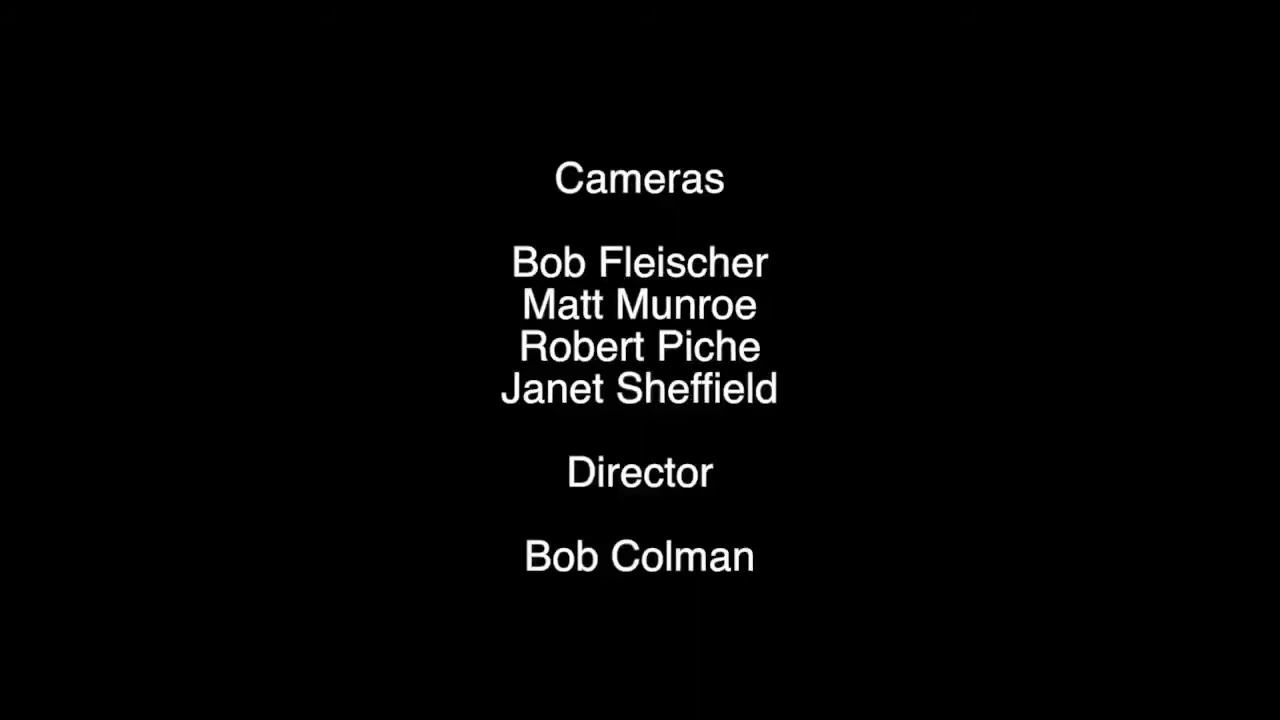 Cameras
Bob Fleischer
Matt Munroe
Robert Piche
Janet Sheffield
Director
Bob Colman